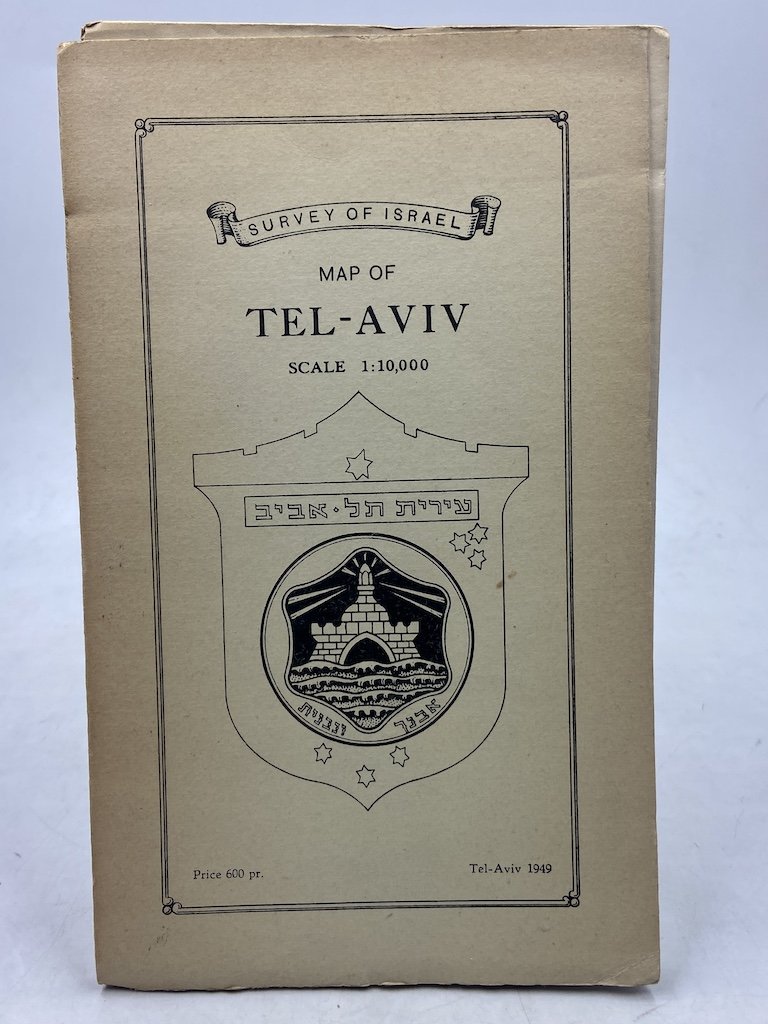 SURVEY OF ISRAEL
MAP OF
TEL-AVIV
SCALE 1:10,000
עירית תל·אביב
אבנך ונבנית
Price 600 pr.
Tel-Aviv 1949